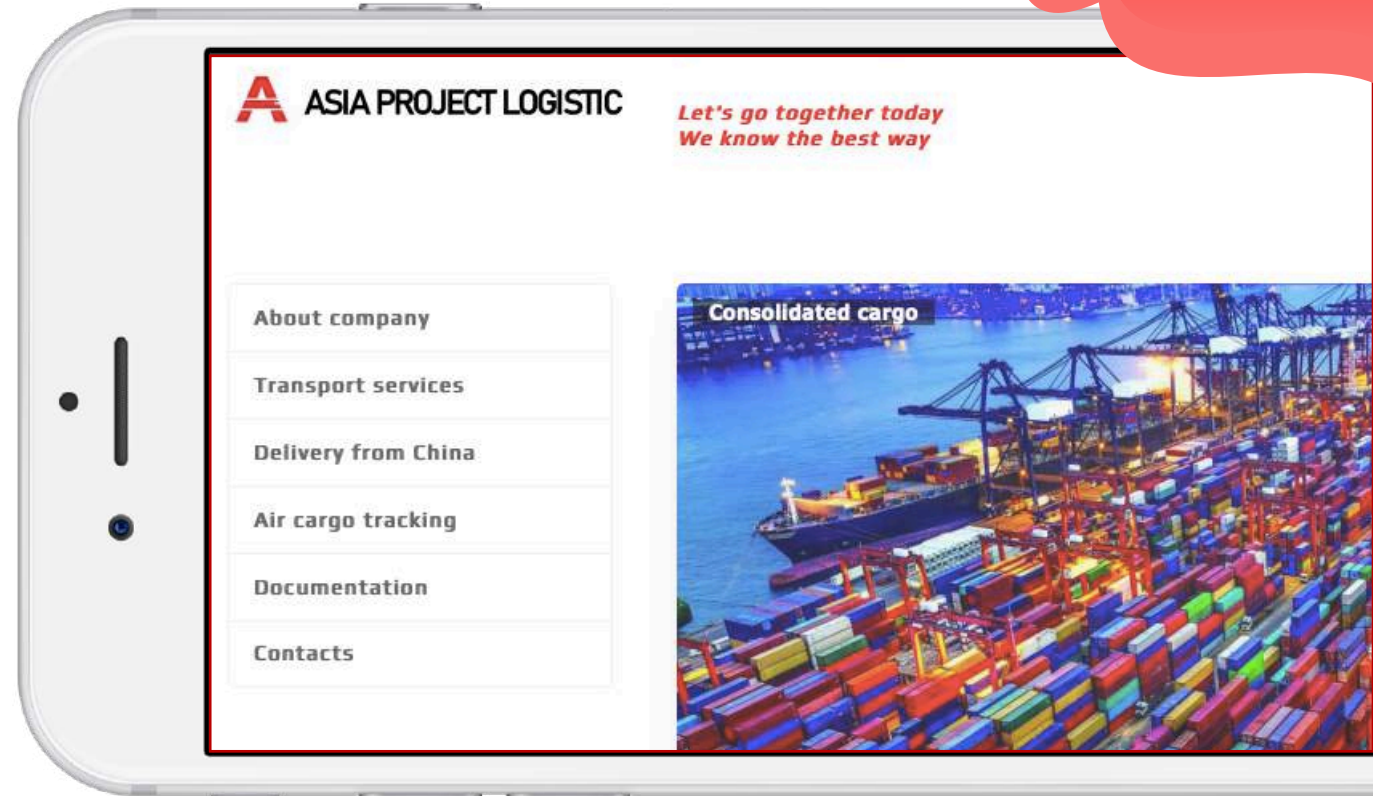 ASIA PROJECT LOGISTIC
Let's go together today
We know the best way
About company
Transport services
Delivery from China
Air cargo tracking
Documentation
Contacts
Consolidated cargo